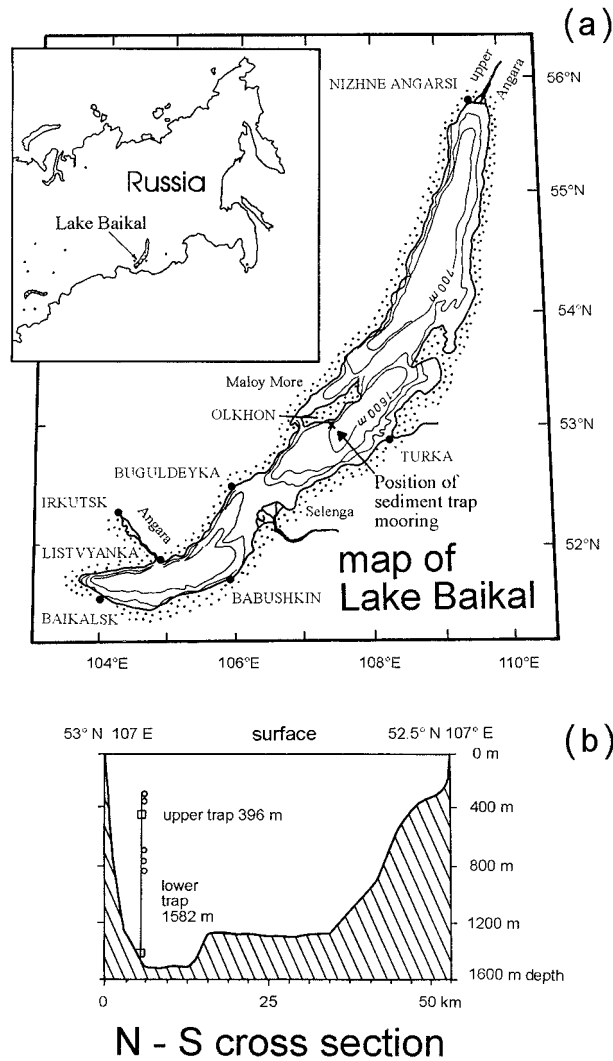 (a)
56°N
55°N
54°N
53°N
52°N
104°E
106°E
108°E
110°E
Russia
Lake Baikal
NIZHNE ANGARSI
upper
Angara
700 m
Maloy More
OLKHON
1600 m
TURKA
BUGULDEYKA
Position of
sediment trap
mooring
IRKUTSK
Angara
Selenga
LISTVYANKA
BABUSHKIN
BAIKALSK
map of
Lake Baikal
(b)
53° N 107 E
surface
52.5° N 107° E
0 m
400 m
800 m
1200 m
1600 m depth
upper trap 396 m
lower
trap
1582 m
0
25
50 km
N - S cross section